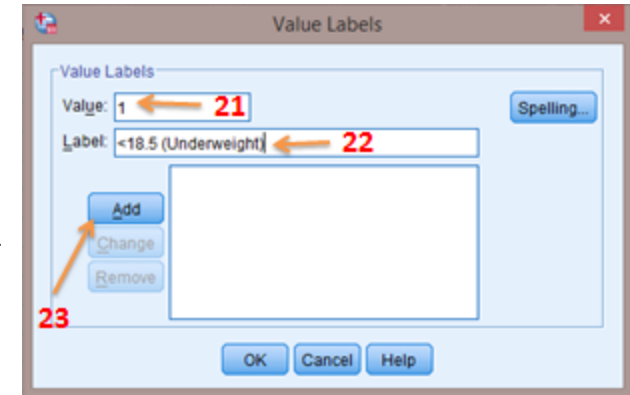 Value Labels
Value Labels
Value: 1 21
Spelling...
Label: <18.5 (Underweight) 22
Add
Change
Remove
23
OK Cancel Help